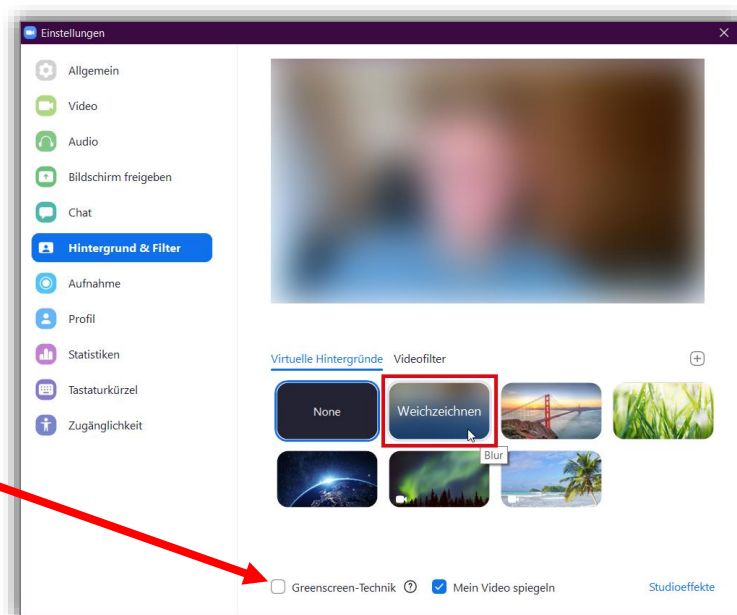 Einstellungen
Allgemein
Video
Audio
Bildschirm freigeben
Chat
Hintergrund & Filter
Aufnahme
Profil
Statistiken
Tastaturkürzel
Zugänglichkeit
Virtuelle Hintergründe Videofilter
None Weichzeichnen
Blur
Greenscreen-Technik ? Mein Video spiegeln Studioeffekte